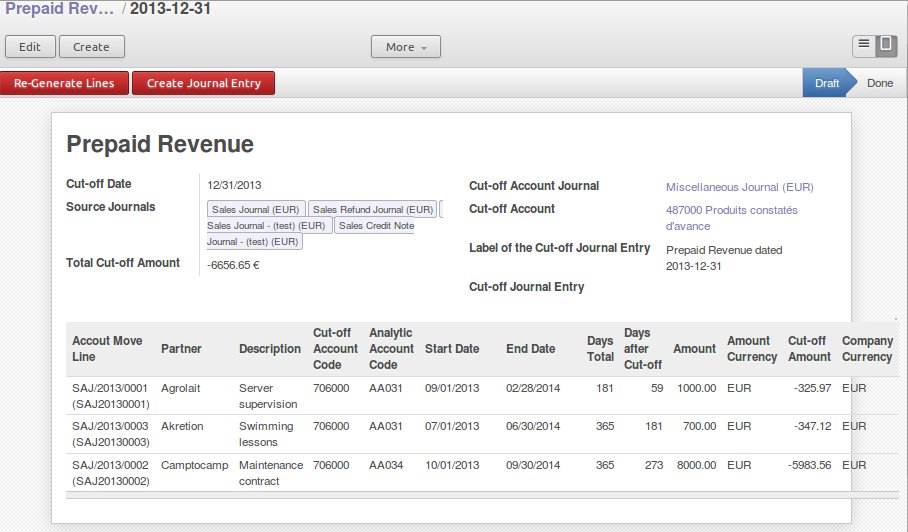 Prepaid Rev... / 2013-12-31
Edit Create More
Re-Generate Lines Create Journal Entry Draft Done
Prepaid Revenue
Cut-off Date 12/31/2013
Source Journals Sales Journal (EUR) Sales Refund Journal (EUR)
Sales Journal - (test) (EUR) Sales Credit Note
Journal - (test) (EUR)
Total Cut-off Amount -6656.65 €
Cut-off Account Journal Miscellaneous Journal (EUR)
Cut-off Account 487000 Produits constatés
d'avance
Label of the Cut-off Journal Entry Prepaid Revenue dated
2013-12-31
Cut-off Journal Entry
Accout Move Line Partner Description Cut-off Account Code Analytic Account Code Start Date End Date Days Total Days after Cut-off Amount Amount Currency Cut-off Amount Company Currency
SAJ/2013/0001 Agrolait Server 706000 AA031 09/01/2013 02/28/2014 181 59 1000.00 EUR -325.97 EUR
(SAJ20130001) supervision
SAJ/2013/0003 Akretion Swimming 706000 AA031 07/01/2013 06/30/2014 365 181 700.00 EUR -347.12 EUR
(SAJ20130003) lessons
SAJ/2013/0002 Camptocamp Maintenance 706000 AA034 10/01/2013 09/30/2014 365 273 8000.00 EUR -5983.56 EUR
(SAJ20130002) contract